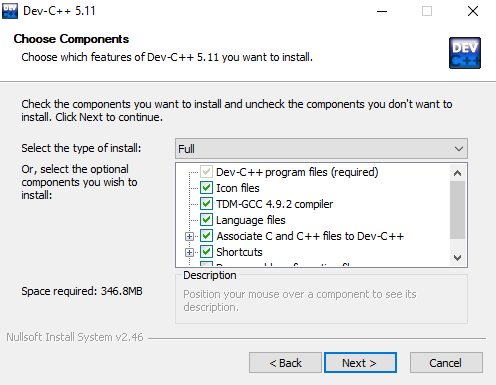 Dev-C++ 5.11
Choose Components
Choose which features of Dev-C++ 5.11 you want to install.
DEV
C++
Check the components you want to install and uncheck the components you don't want to
install. Click Next to continue.
Select the type of install:
Full
Or, select the optional
components you wish to
install:
Dev-C++ program files (required)
Icon files
TDM-GCC 4.9.2 compiler
Language files
Associate C and C++ files to Dev-C++
Shortcuts
Space required: 346.8MB
Description
Position your mouse over a component to see its
description.
Nullsoft Install System v2.46
< Back
Next >
Cancel